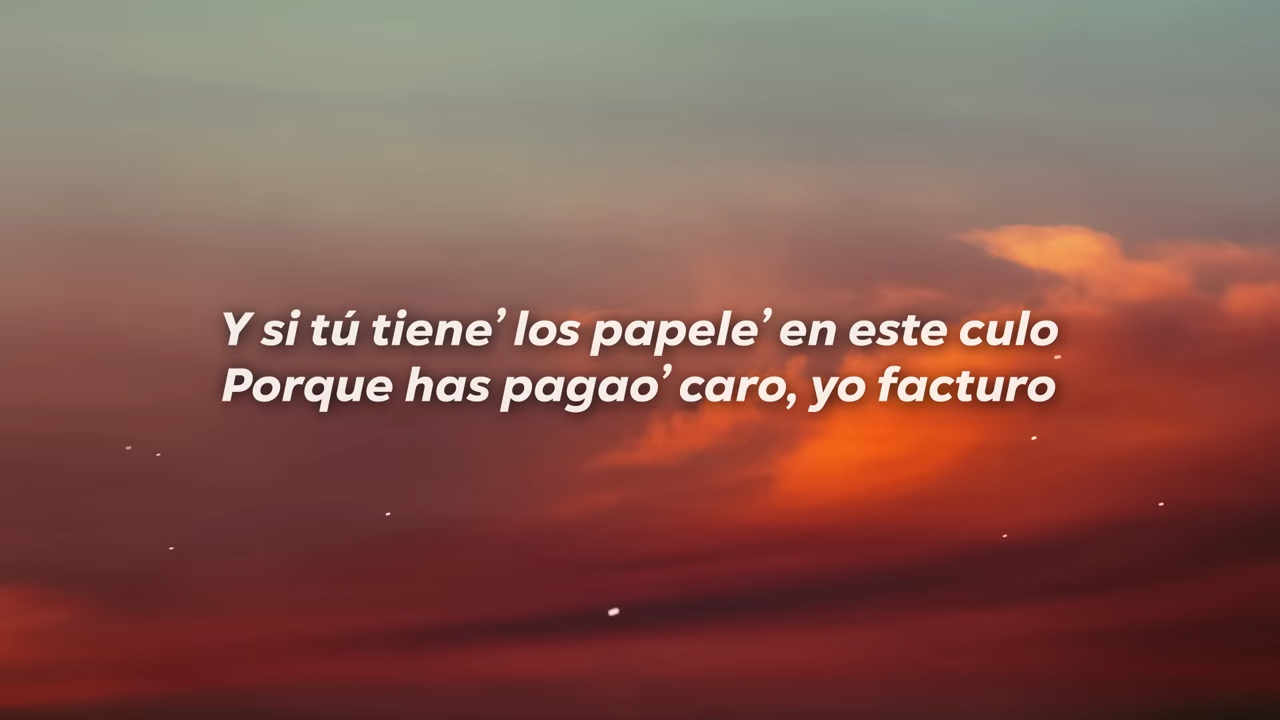 Y si tú tiene’ los papele’ en este culo
Porque has pagao’ caro, yo facturo